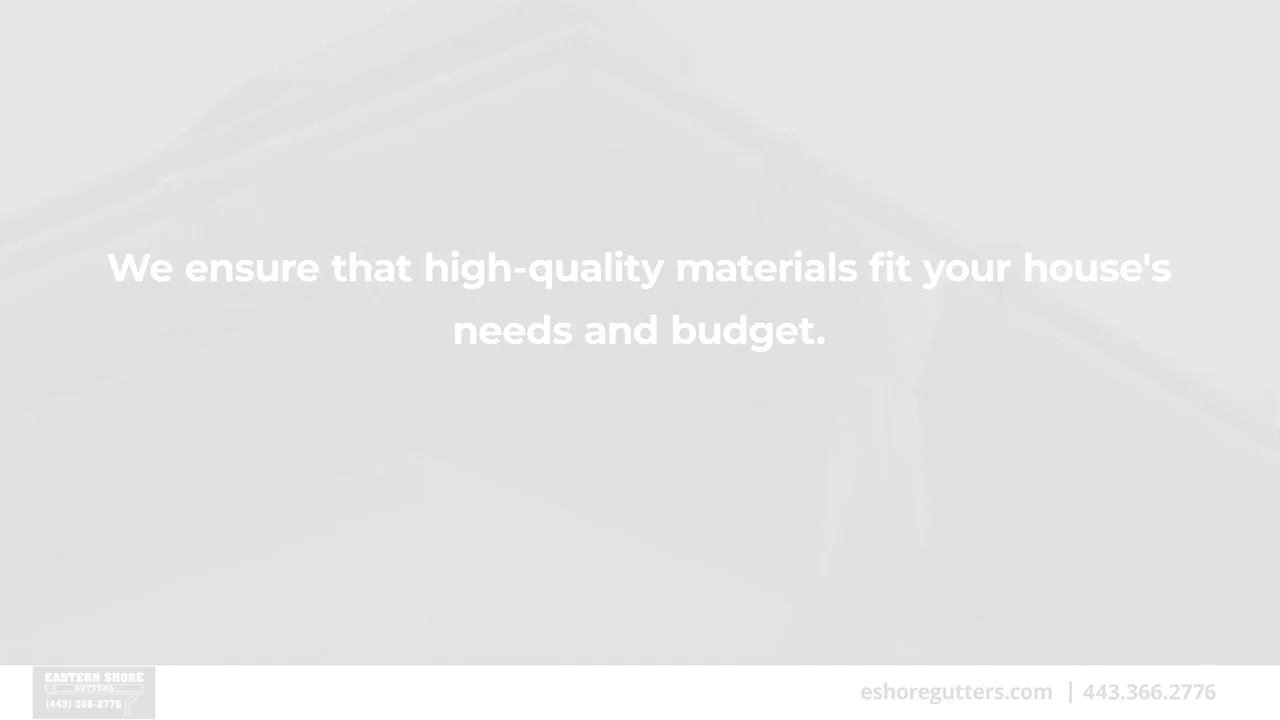 We ensure that high-quality materials fit your house's
needs and budget.
EASTERN SHORE
GUTTERS
(443) 366-2776
eshoregutters.com | 443.366.2776